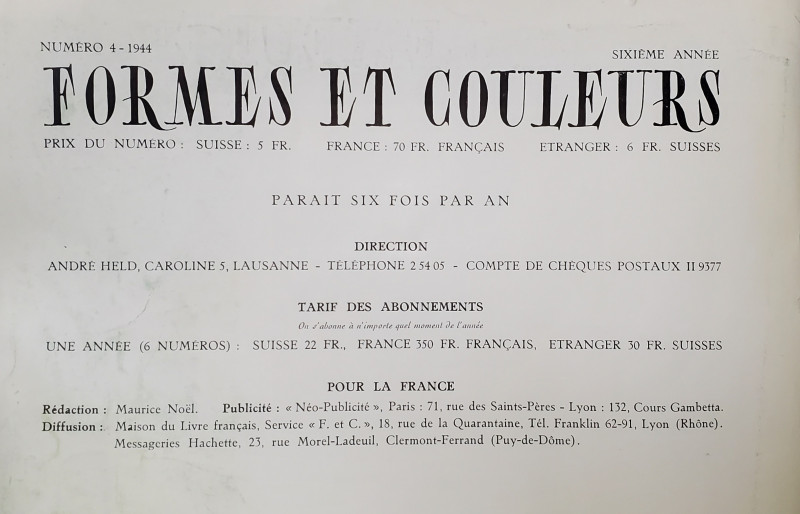 NUMÉRO 4 - 1944
SIXIÈME ANNÉE
FORMES ET COULEURS
PRIX DU NUMÉRO : SUISSE : 5 FR. FRANCE : 70 FR. FRANÇAIS ETRANGER : 6 FR. SUISSES
PARAIT SIX FOIS PAR AN
DIRECTION
ANDRÉ HELD, CAROLINE 5, LAUSANNE - TÉLÉPHONE 2 54 05 - COMPTE DE CHÈQUES POSTAUX II 9377
TARIF DES ABONNEMENTS
On s'abonne à n'importe quel moment de l'année
UNE ANNÉE (6 NUMÉROS) : SUISSE 22 FR., FRANCE 350 FR. FRANÇAIS, ETRANGER 30 FR. SUISSES
POUR LA FRANCE
Rédaction : Maurice Noël. Publicité : « Néo-Publicité », Paris : 71, rue des Saints-Pères - Lyon : 132, Cours Gambetta.
Diffusion : Maison du Livre français, Service « F. et C. », 18, rue de la Quarantaine, Tél. Franklin 62-91, Lyon (Rhône).
Messageries Hachette, 23, rue Morel-Ladeuil, Clermont-Ferrand (Puy-de-Dôme).